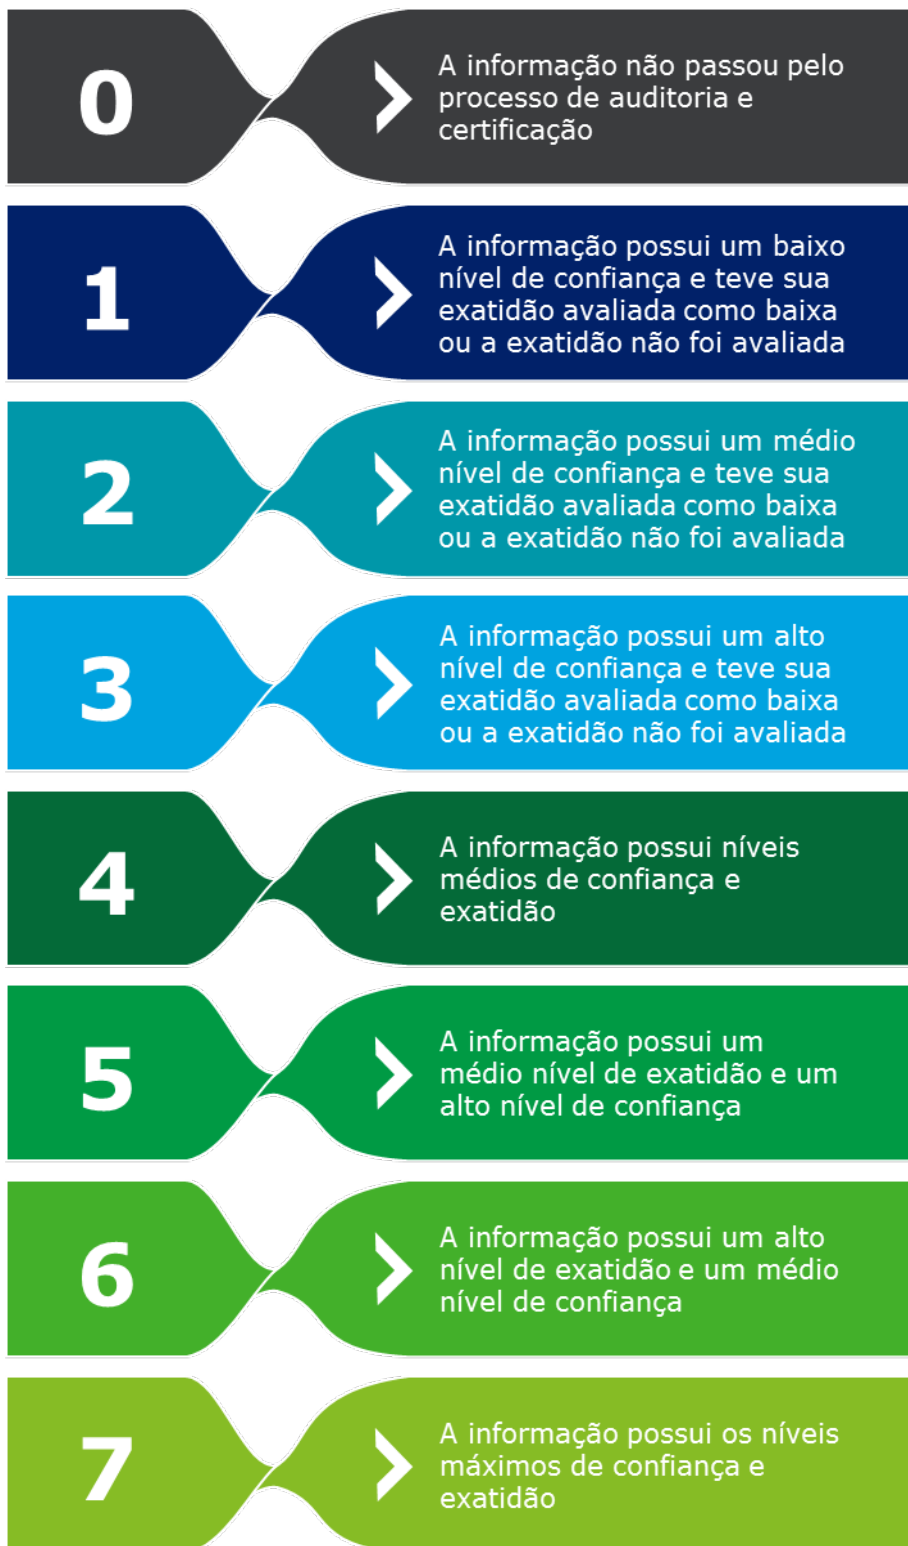 0
A informação não passou pelo
processo de auditoria e
certificação
1
A informação possui um baixo
nível de confiança e teve sua
exatidão avaliada como baixa
ou a exatidão não foi avaliada
2
A informação possui um médio
nível de confiança e teve sua
exatidão avaliada como baixa
ou a exatidão não foi avaliada
3
A informação possui um alto
nível de confiança e teve sua
exatidão avaliada como baixa
ou a exatidão não foi avaliada
4
A informação possui níveis
médios de confiança e
exatidão
5
A informação possui um
médio nível de exatidão e um
alto nível de confiança
6
A informação possui um alto
nível de exatidão e um médio
nível de confiança
7
A informação possui os níveis
máximos de confiança e
exatidão